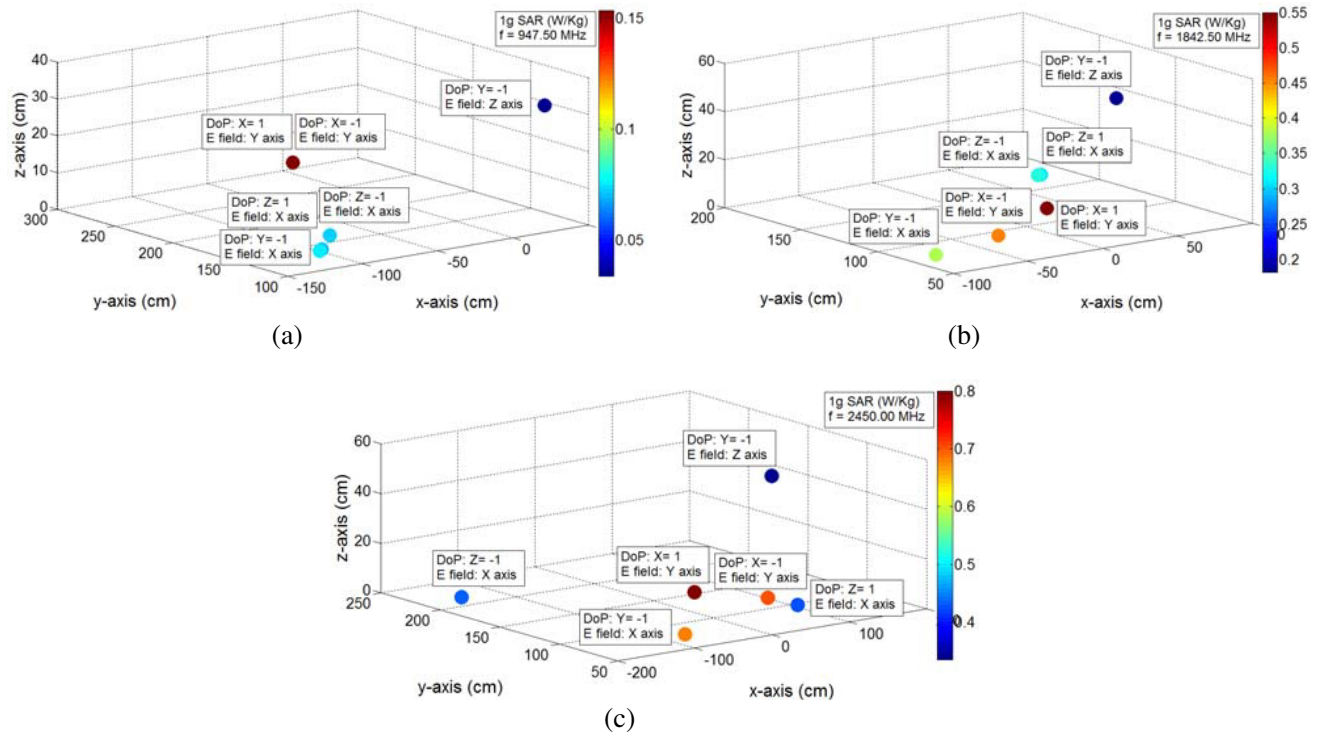 1g SAR (W/Kg)
f = 947.50 MHz
0.15
0.1
0.05
40
30
20
10
0
z-axis (cm)
300
250
200
150
100
y-axis (cm)
-150
-100
-50
0
x-axis (cm)
DoP: Y= -1
E field: Z axis
DoP: X= 1
E field: Y axis
DoP: X= -1
E field: Y axis
DoP: Z= 1
E field: X axis
DoP: Z= -1
E field: X axis
DoP: Y= -1
E field: X axis
(a)
1g SAR (W/Kg)
f = 1842.50 MHz
0.55
0.5
0.45
0.4
0.35
0.3
0.25
0.2
60
40
20
0
z-axis (cm)
200
150
100
50
y-axis (cm)
-100
-50
0
50
x-axis (cm)
DoP: Y= -1
E field: Z axis
DoP: Z= -1
E field: X axis
DoP: Z= 1
E field: X axis
DoP: Y= -1
E field: X axis
DoP: X= -1
E field: Y axis
DoP: X= 1
E field: Y axis
(b)
1g SAR (W/Kg)
f = 2450.00 MHz
0.8
0.7
0.6
0.5
0.4
60
40
20
0
z-axis (cm)
250
200
150
100
50
y-axis (cm)
-200
-100
0
100
x-axis (cm)
DoP: Y= -1
E field: Z axis
DoP: Z= -1
E field: X axis
DoP: X= 1
E field: Y axis
DoP: X= -1
E field: Y axis
DoP: Z= 1
E field: X axis
DoP: Y= -1
E field: X axis
(c)